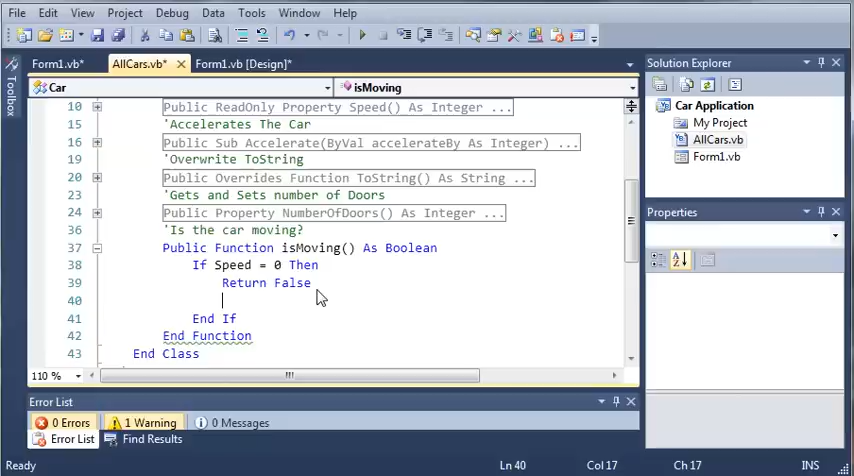 File Edit View Project Debug Data Tools Window Help
Form1.vb* AllCars.vb* Form1.vb [Design]*
Toolbox
Car isMoving
10 Public ReadOnly Property Speed() As Integer ...
15 'Accelerates The Car
16 Public Sub Accelerate(ByVal accelerateBy As Integer) ...
19 'Overwrite ToString
20 Public Overrides Function ToString() As String ...
23 'Gets and Sets number of Doors
24 Public Property NumberOfDoors() As Integer ...
36 'Is the car moving?
37 Public Function isMoving() As Boolean
38 If Speed = 0 Then
39 Return False
40
41 End If
42 End Function
43 End Class
110 %
Solution Explorer
Car Application
My Project
AllCars.vb
Form1.vb
Properties
Error List
0 Errors 1 Warning 0 Messages
Error List Find Results
Ready Ln 40 Col 17 Ch 17 INS